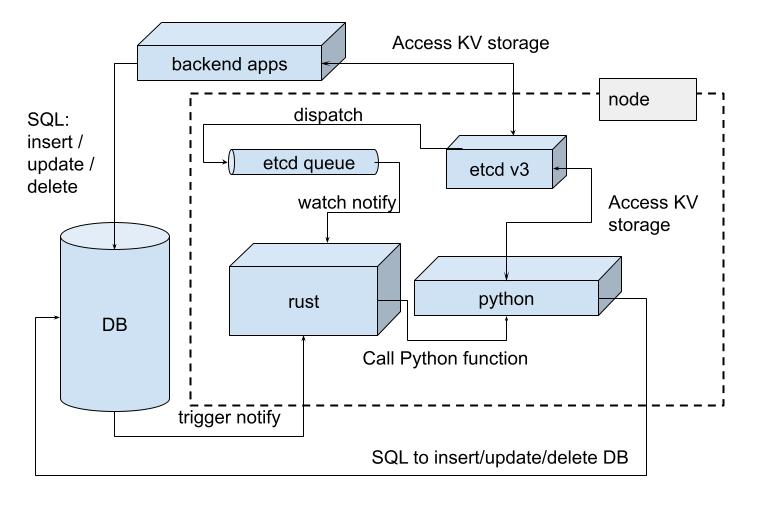 backend apps
Access KV storage
node
SQL:
insert /
update /
delete
dispatch
etcd queue
etcd v3
watch notify
Access KV
storage
DB
rust
python
Call Python function
trigger notify
SQL to insert/update/delete DB